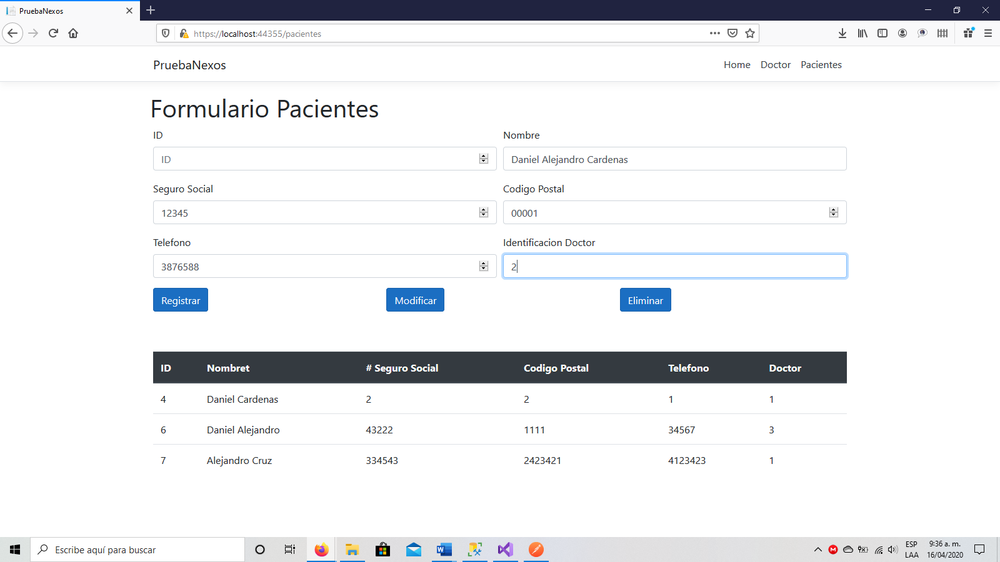 PruebaNexos
https://localhost:44355/pacientes
PruebaNexos
Home Doctor Pacientes
Formulario Pacientes
ID Nombre
ID Daniel Alejandro Cardenas
Seguro Social Codigo Postal
12345 00001
Telefono Identificacion Doctor
3876588 2
Registrar Modificar Eliminar
ID Nombret # Seguro Social Codigo Postal Telefono Doctor
4 Daniel Cardenas 2 2 1 1
6 Daniel Alejandro 43222 1111 34567 3
7 Alejandro Cruz 334543 2423421 4123423 1
Escribe aquí para buscar
ESP 9:36 a. m.
LAA 16/04/2020